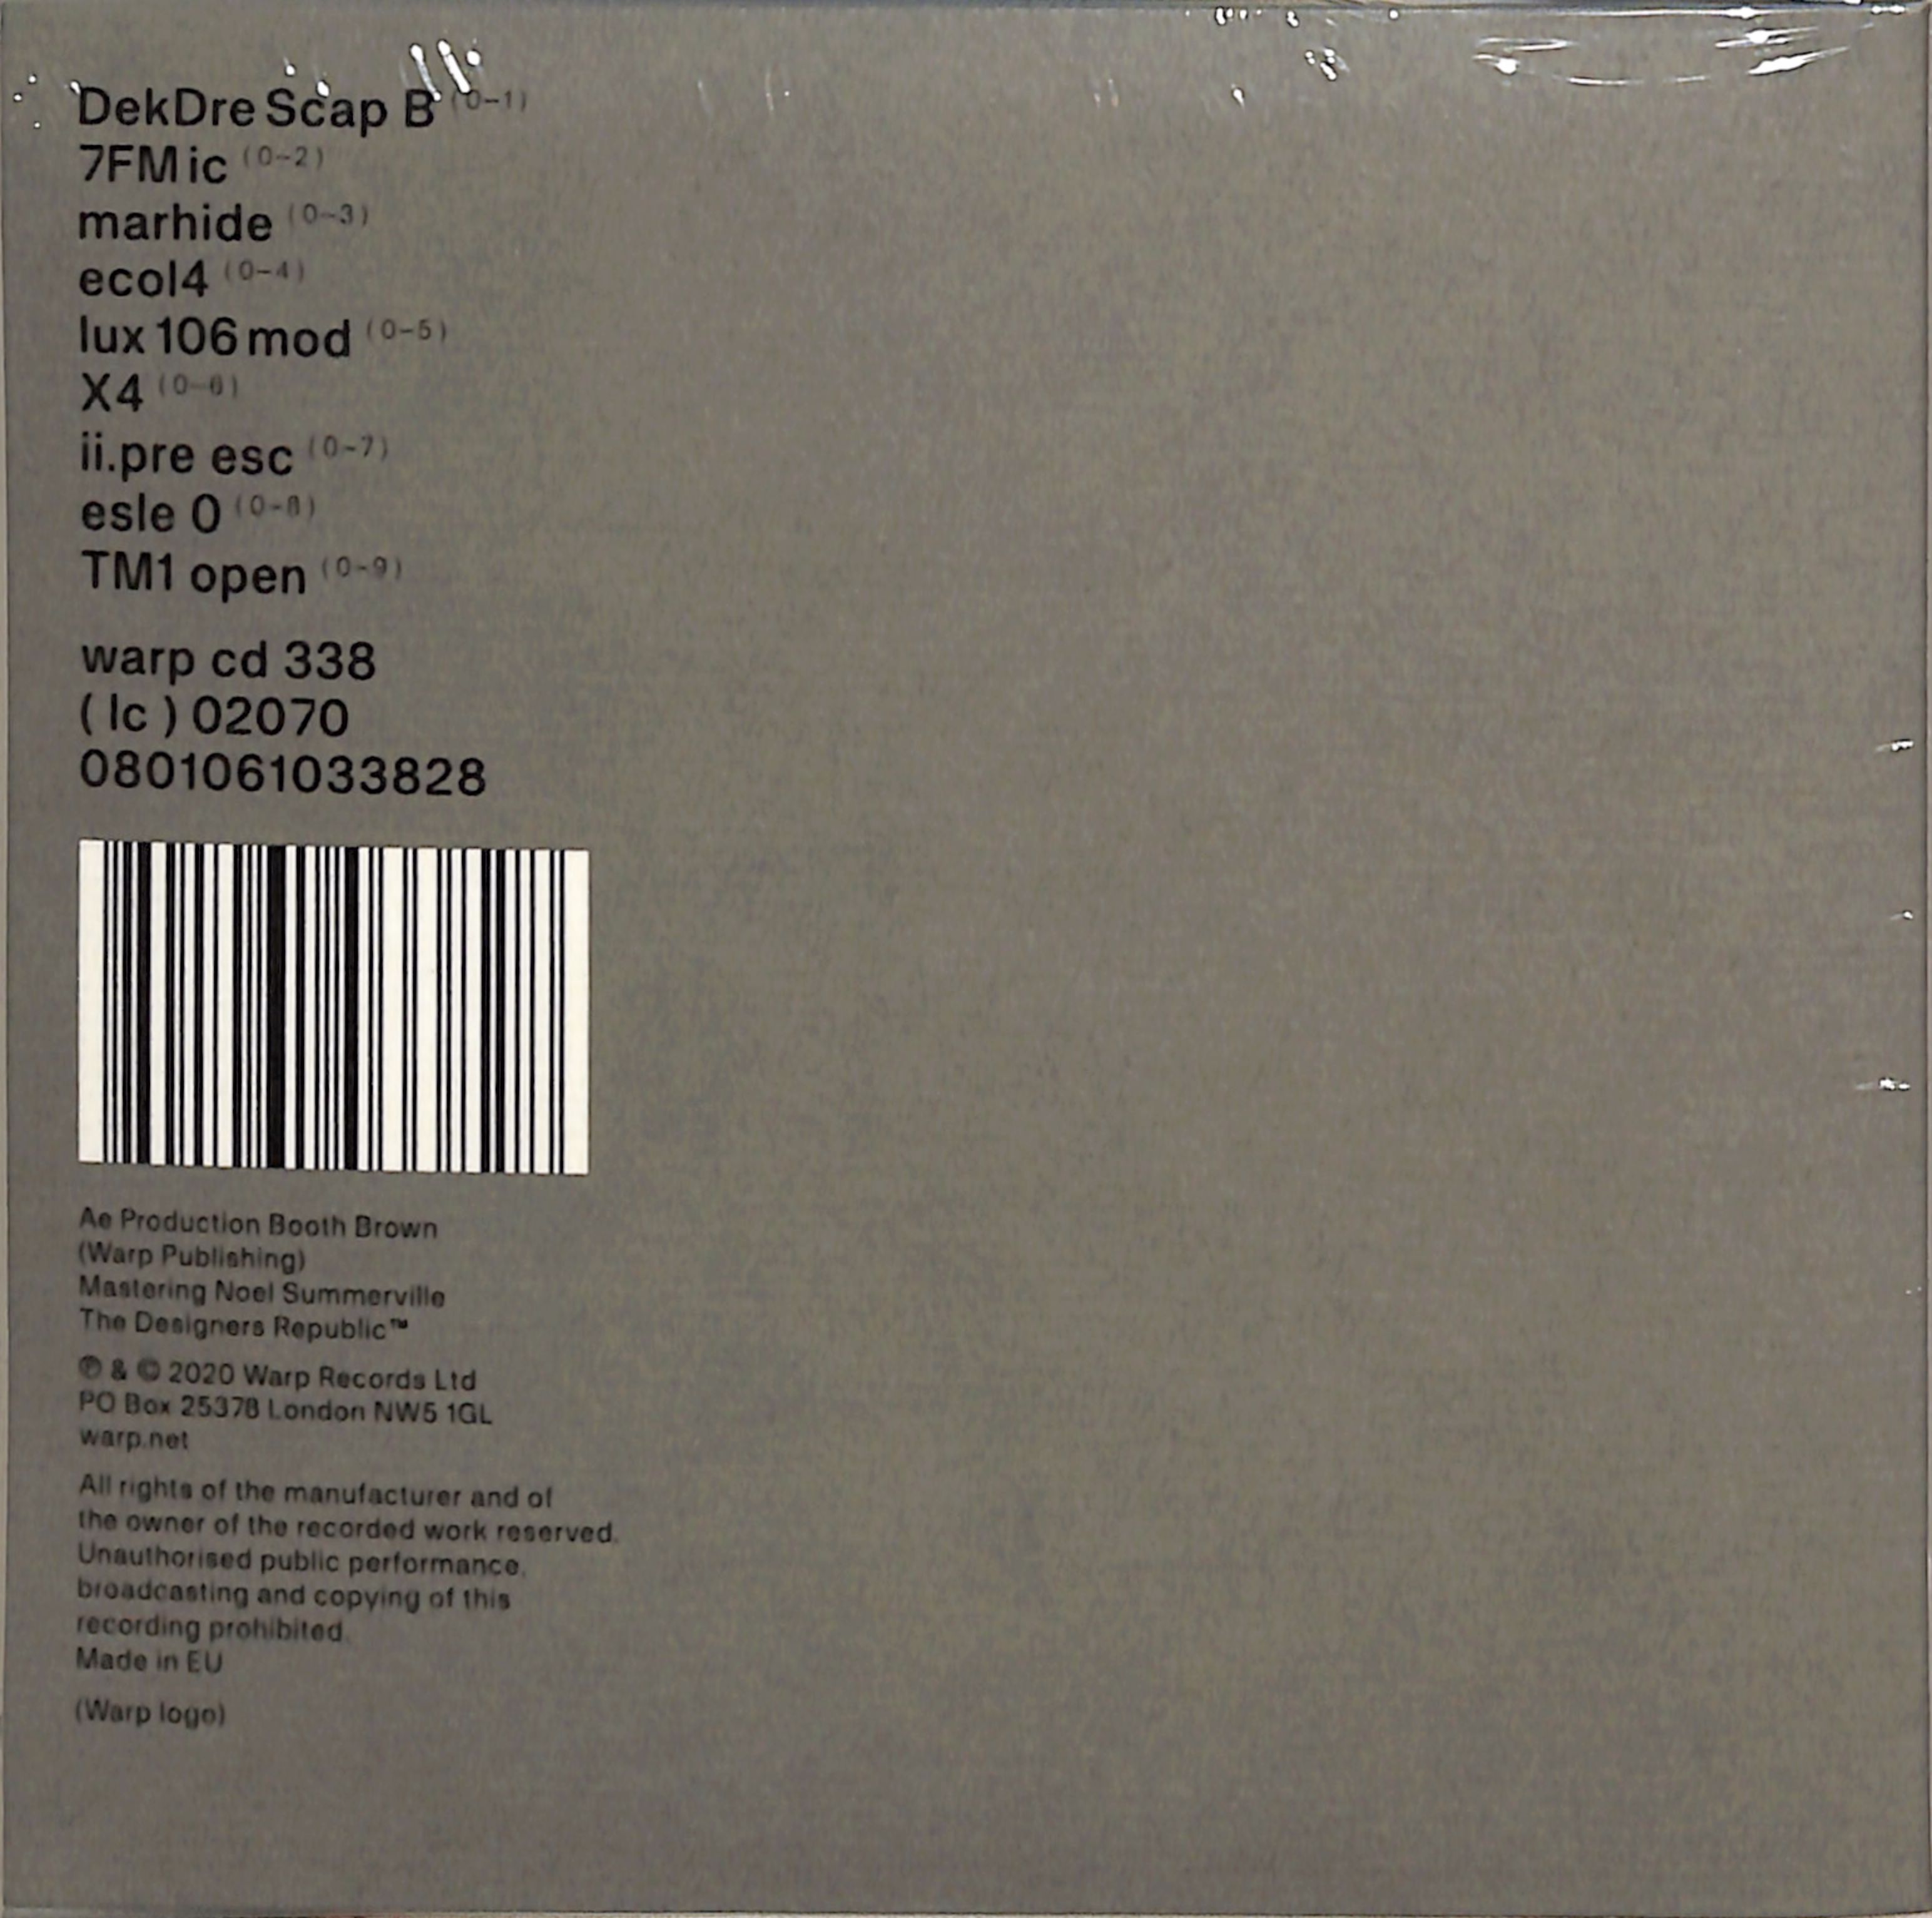 DekDre Scap B (0-1)
7FM ic (0-2)
marhide (0-3)
ecol4 (0-4)
lux 106 mod (0-5)
X4 (0-6)
ii.pre esc (0-7)
esle 0 (0-8)
TM1 open (0-9)
warp cd 338
( lc ) 02070
0801061033828
Ae Production Booth Brown
(Warp Publishing)
Mastering Noel Summerville
The Designers Republic™
℗ & © 2020 Warp Records Ltd
PO Box 25378 London NW5 1GL
warp.net
All rights of the manufacturer and of
the owner of the recorded work reserved.
Unauthorised public performance,
broadcasting and copying of this
recording prohibited.
Made in EU
(Warp logo)